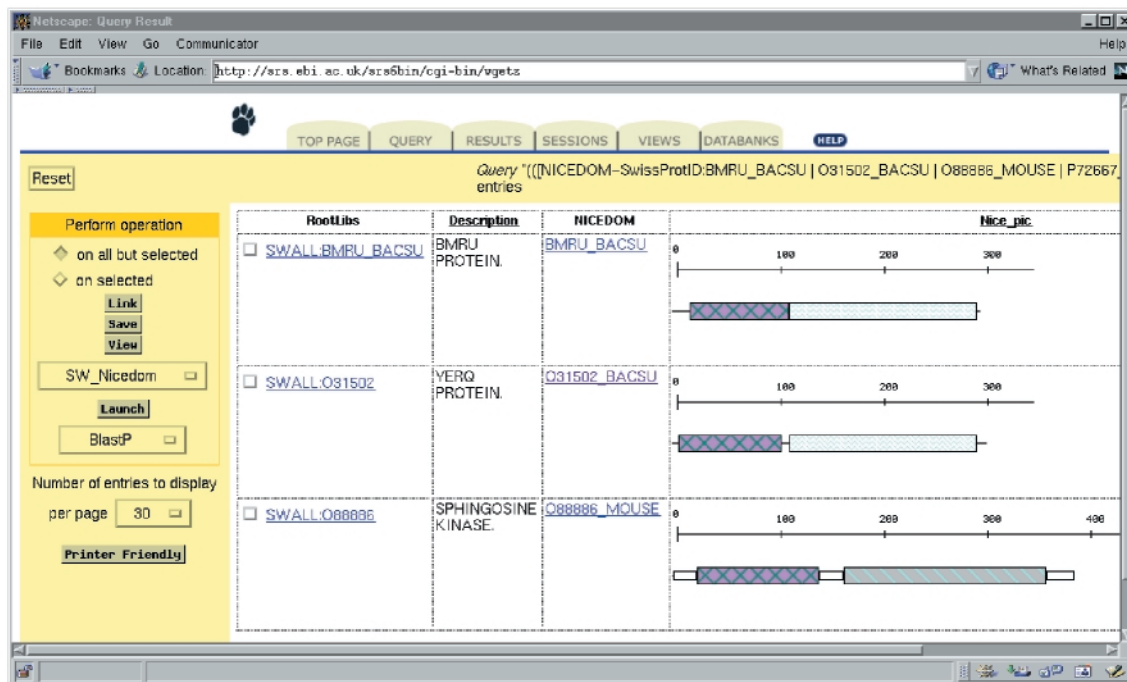 Netscape: Query Result
File Edit View Go Communicator Help
Bookmarks Location: http://srs.ebi.ac.uk/srs6bin/cgi-bin/wgetz What's Related N
TOP PAGE QUERY RESULTS SESSIONS VIEWS DATABANKS HELP
Reset
Query "(([NICEDOM-SwissProtID:BMRU_BACSU | O31502_BACSU | O88886_MOUSE | P72667_
entries
Perform operation
on all but selected
on selected
Link
Save
View
SW_Nicedom
Launch
BlastP
Number of entries to display
per page 30
Printer Friendly
RootLibs Description NICEDOM Nice_pic
SWALL:BMRU_BACSU BMRU PROTEIN. BMRU_BACSU
0 100 200 300
SWALL:O31502 YERQ PROTEIN. O31502_BACSU
0 100 200 300
SWALL:O88886 SPHINGOSINE KINASE. O88886_MOUSE
0 100 200 300 400